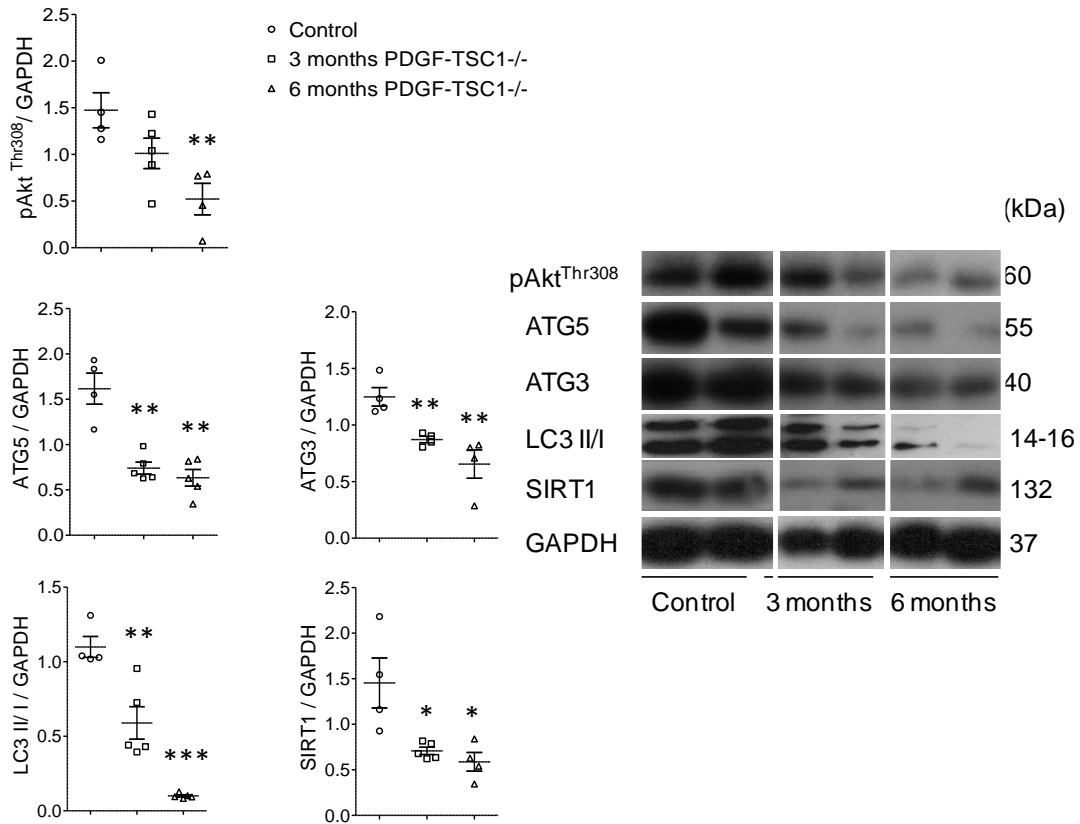 Control
3 months PDGF-TSC1-/-
6 months PDGF-TSC1-/-
pAkt Thr308/ GAPDH
2.5
2.0
1.5
1.0
0.5
0.0
**
ATG5 / GAPDH
2.5
2.0
1.5
1.0
0.5
0.0
**
**
ATG3 / GAPDH
2.0
1.5
1.0
0.5
0.0
**
**
LC3 II/ I / GAPDH
1.5
1.0
0.5
0.0
**
***
SIRT1 / GAPDH
2.5
2.0
1.5
1.0
0.5
0.0
*
*
(kDa)
pAktThr308 60
ATG5 55
ATG3 40
LC3 II/I 14-16
SIRT1 132
GAPDH 37
Control 3 months 6 months